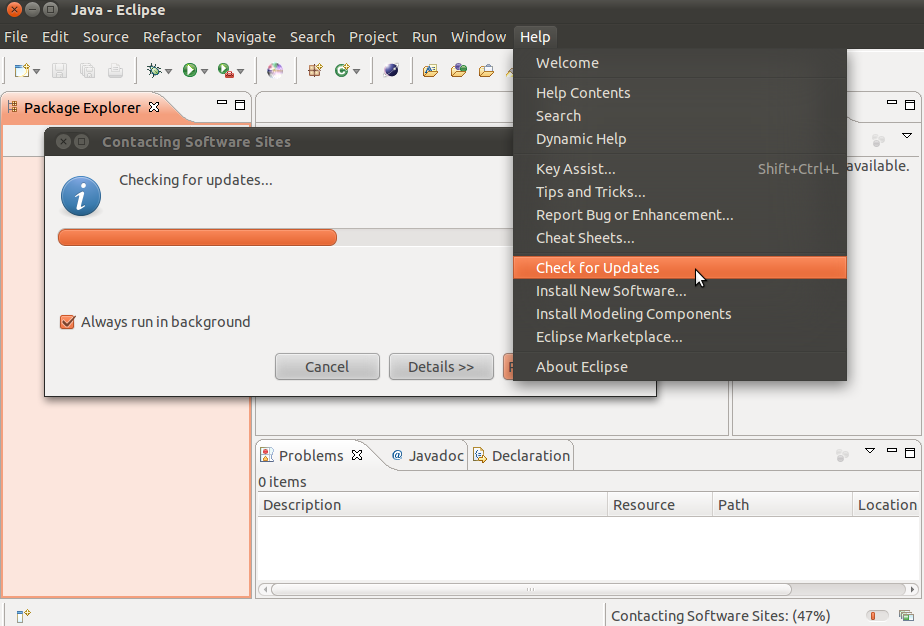 Java - Eclipse
File Edit Source Refactor Navigate Search Project Run Window Help
Package Explorer
Welcome
Help Contents
Search
Dynamic Help
Key Assist... Shift+Ctrl+L
Tips and Tricks...
Report Bug or Enhancement...
Cheat Sheets...
Check for Updates
Install New Software...
Install Modeling Components
Eclipse Marketplace...
About Eclipse
available.
Contacting Software Sites
Checking for updates...
Always run in background
Cancel Details >>
Problems @ Javadoc Declaration
0 items
Description Resource Path Location
Contacting Software Sites: (47%)